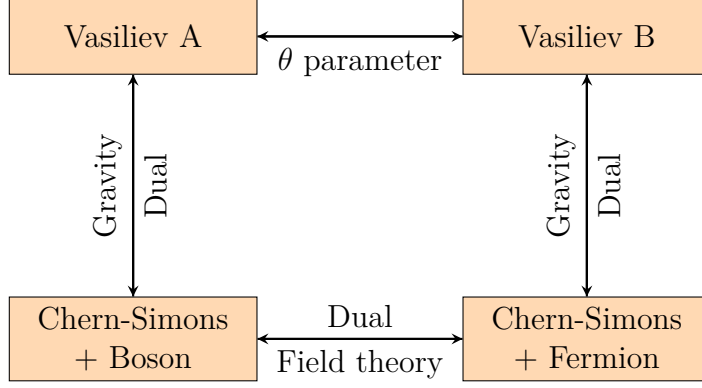 Vasiliev A
Vasiliev B
θ parameter
Gravity
Dual
Gravity
Dual
Chern-Simons
+ Boson
Dual
Field theory
Chern-Simons
+ Fermion